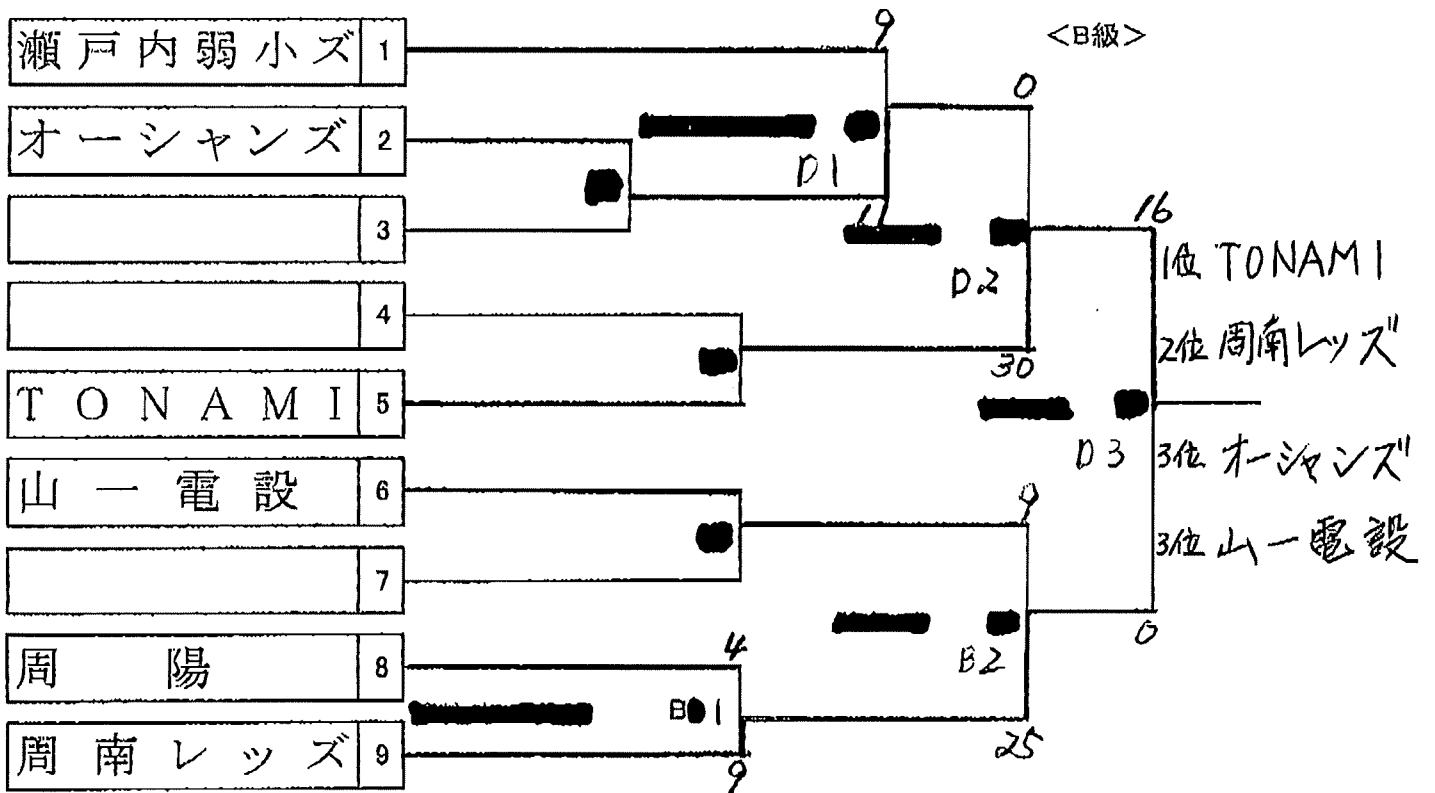 <B級>
瀬戸内弱小ズ 1
オーシャンズ 2
3
4
TONAMI 5
山一電設 6
7
周陽 8
周南レッズ 9
9
D1
11
0
D2
30
16
D3
0
9
B2
25
4
B 1
9
1位 TONAMI
2位 周南レッズ
3位 オーシャンズ
3位 山一電設